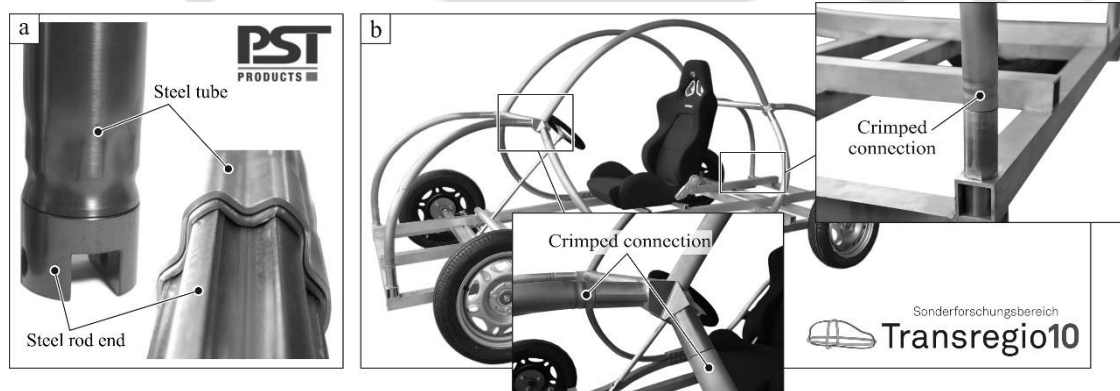 a
PST
PRODUCTS
Steel tube
Steel rod end
b
Crimped connection
Crimped
connection
Sonderforschungsbereich
Transregio10